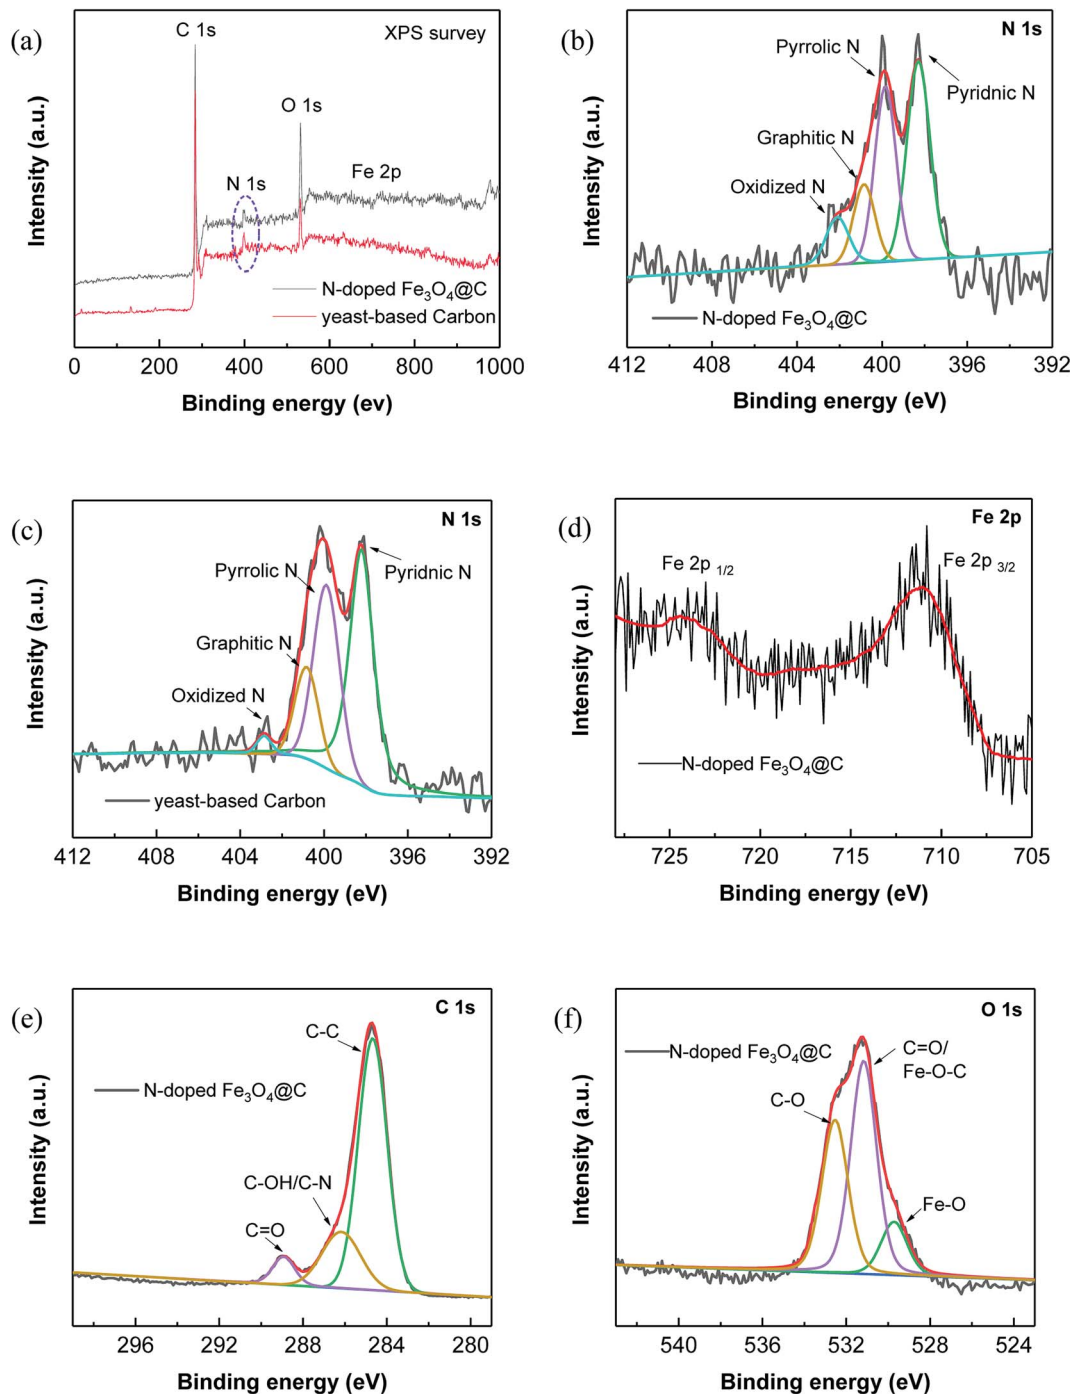 (a)
C 1s
XPS survey
O 1s
Fe 2p
N 1s
N-doped Fe₃O₄@C
yeast-based Carbon
Intensity (a.u.)
0 200 400 600 800 1000
Binding energy (ev)
(b)
N 1s
Pyrrolic N
Pyridnic N
Graphitic N
Oxidized N
N-doped Fe₃O₄@C
Intensity (a.u.)
412 408 404 400 396 392
Binding energy (eV)
(c)
N 1s
Pyrrolic N
Pyridnic N
Graphitic N
Oxidized N
yeast-based Carbon
Intensity (a.u.)
412 408 404 400 396 392
Binding energy (eV)
(d)
Fe 2p
Fe 2p 1/2
Fe 2p 3/2
N-doped Fe₃O₄@C
Intensity (a.u.)
725 720 715 710 705
Binding energy (eV)
(e)
C 1s
C-C
N-doped Fe₃O₄@C
C-OH/C-N
C=O
Intensity (a.u.)
296 292 288 284 280
Binding energy (eV)
(f)
O 1s
N-doped Fe₃O₄@C
C=O/
Fe-O-C
C-O
Fe-O
Intensity (a.u.)
540 536 532 528 524
Binding energy (eV)